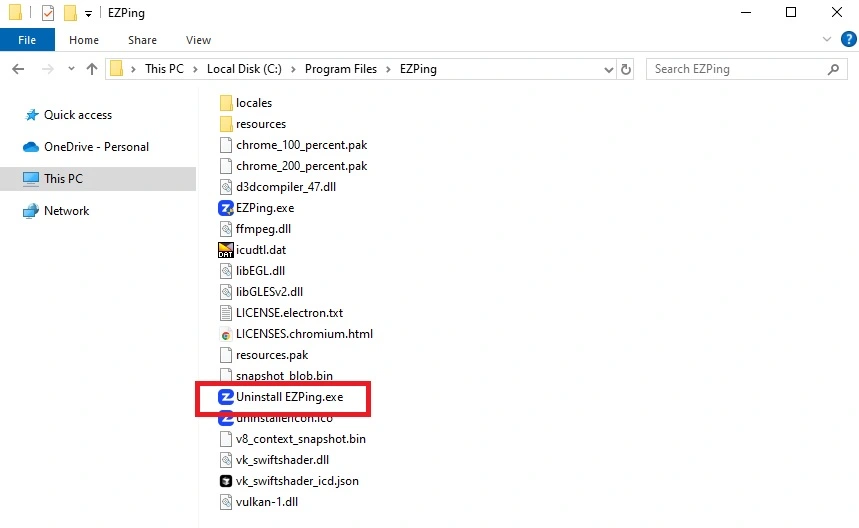 EZPing
File
Home
Share
View
This PC
Local Disk (C:)
Program Files
EZPing
Search EZPing
Quick access
OneDrive - Personal
This PC
Network
locales
resources
chrome_100_percent.pak
chrome_200_percent.pak
d3dcompiler_47.dll
EZPing.exe
ffmpeg.dll
DAT
icudtl.dat
libEGL.dll
libGLESv2.dll
LICENSE.electron.txt
LICENSES.chromium.html
resources.pak
snapshot_blob.bin
Uninstall EZPing.exe
uninstallerIcon.ico
v8_context_snapshot.bin
vk_swiftshader.dll
vk_swiftshader_icd.json
vulkan-1.dll